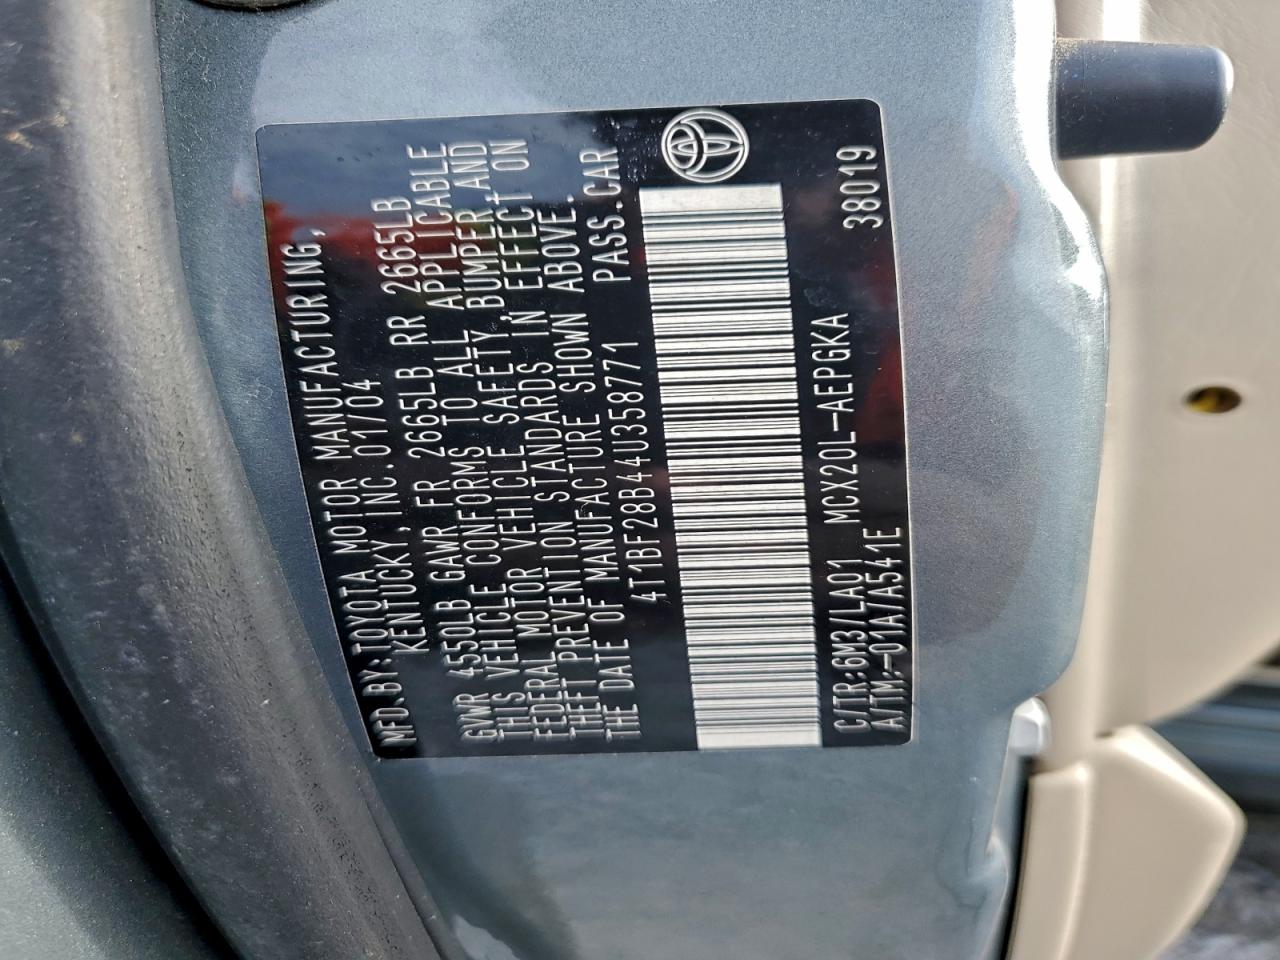 MFD.BY:TOYOTA MOTOR MANUFACTURING,
KENTUCKY, INC. 01/04
GVWR 4550LB GAWR FR 2665LB RR 2665LB
THIS VEHICLE CONFORMS TO ALL APPLICABLE
FEDERAL MOTOR VEHICLE SAFETY, BUMPER, AND
THEFT PREVENTION STANDARDS IN EFFECT ON
THE DATE OF MANUFACTURE SHOWN ABOVE.
4T1BF28B44U358771 PASS.CAR
C/TR:6M3/LA01 MCX20L-AEPGKA 38019
A/TM:-01A/A541E